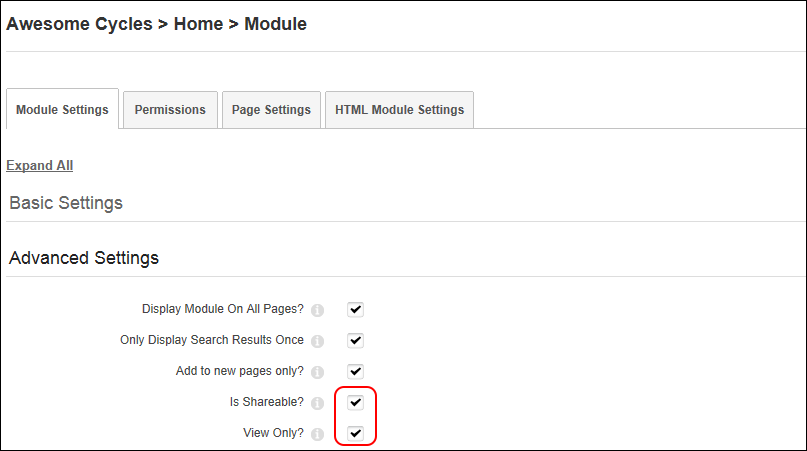 Awesome Cycles > Home > Module
Module Settings Permissions Page Settings HTML Module Settings
Expand All
Basic Settings
Advanced Settings
Display Module On All Pages?
Only Display Search Results Once
Add to new pages only?
Is Shareable?
View Only?